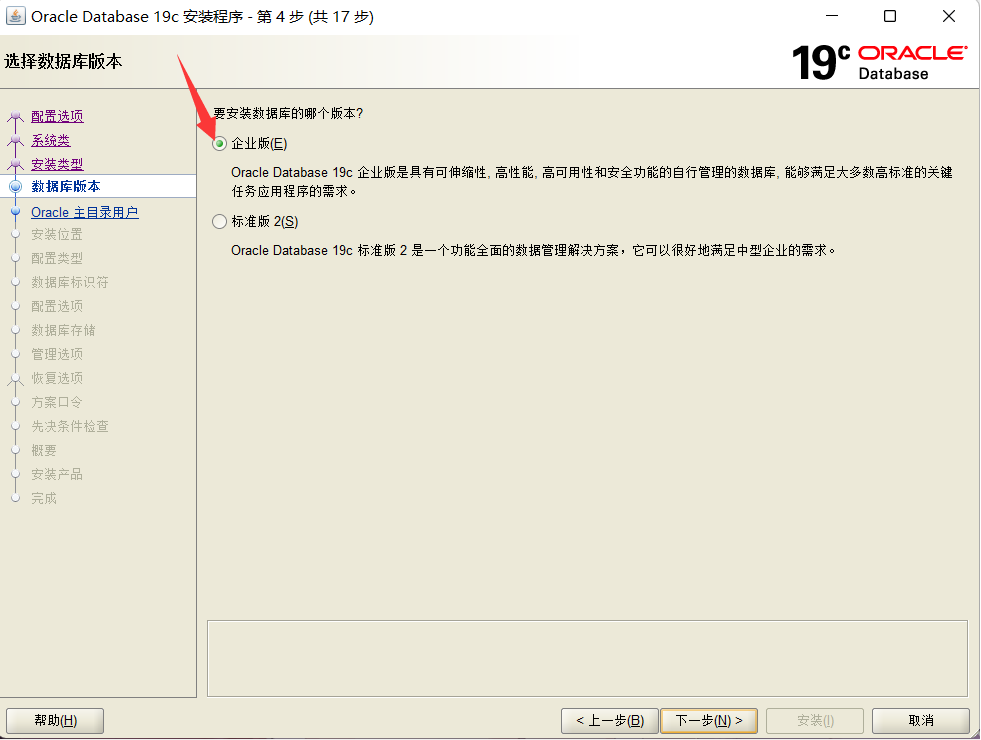 Oracle Database 19c 安装程序 - 第 4 步 (共 17 步)
选择数据库版本
19c ORACLE
Database
配置选项
系统类
安装类型
数据库版本
Oracle 主目录用户
安装位置
配置类型
数据库标识符
配置选项
数据库存储
管理选项
恢复选项
方案口令
先决条件检查
概要
安装产品
完成
要安装数据库的哪个版本?
企业版(E)
Oracle Database 19c 企业版是具有可伸缩性, 高性能, 高可用性和安全功能的自行管理的数据库, 能够满足大多数高标准的关键
任务应用程序的需求。
标准版 2(S)
Oracle Database 19c 标准版 2 是一个功能全面的数据管理解决方案，它可以很好地满足中型企业的需求。
帮助(H)
< 上一步(B)
下一步(N) >
安装(I)
取消